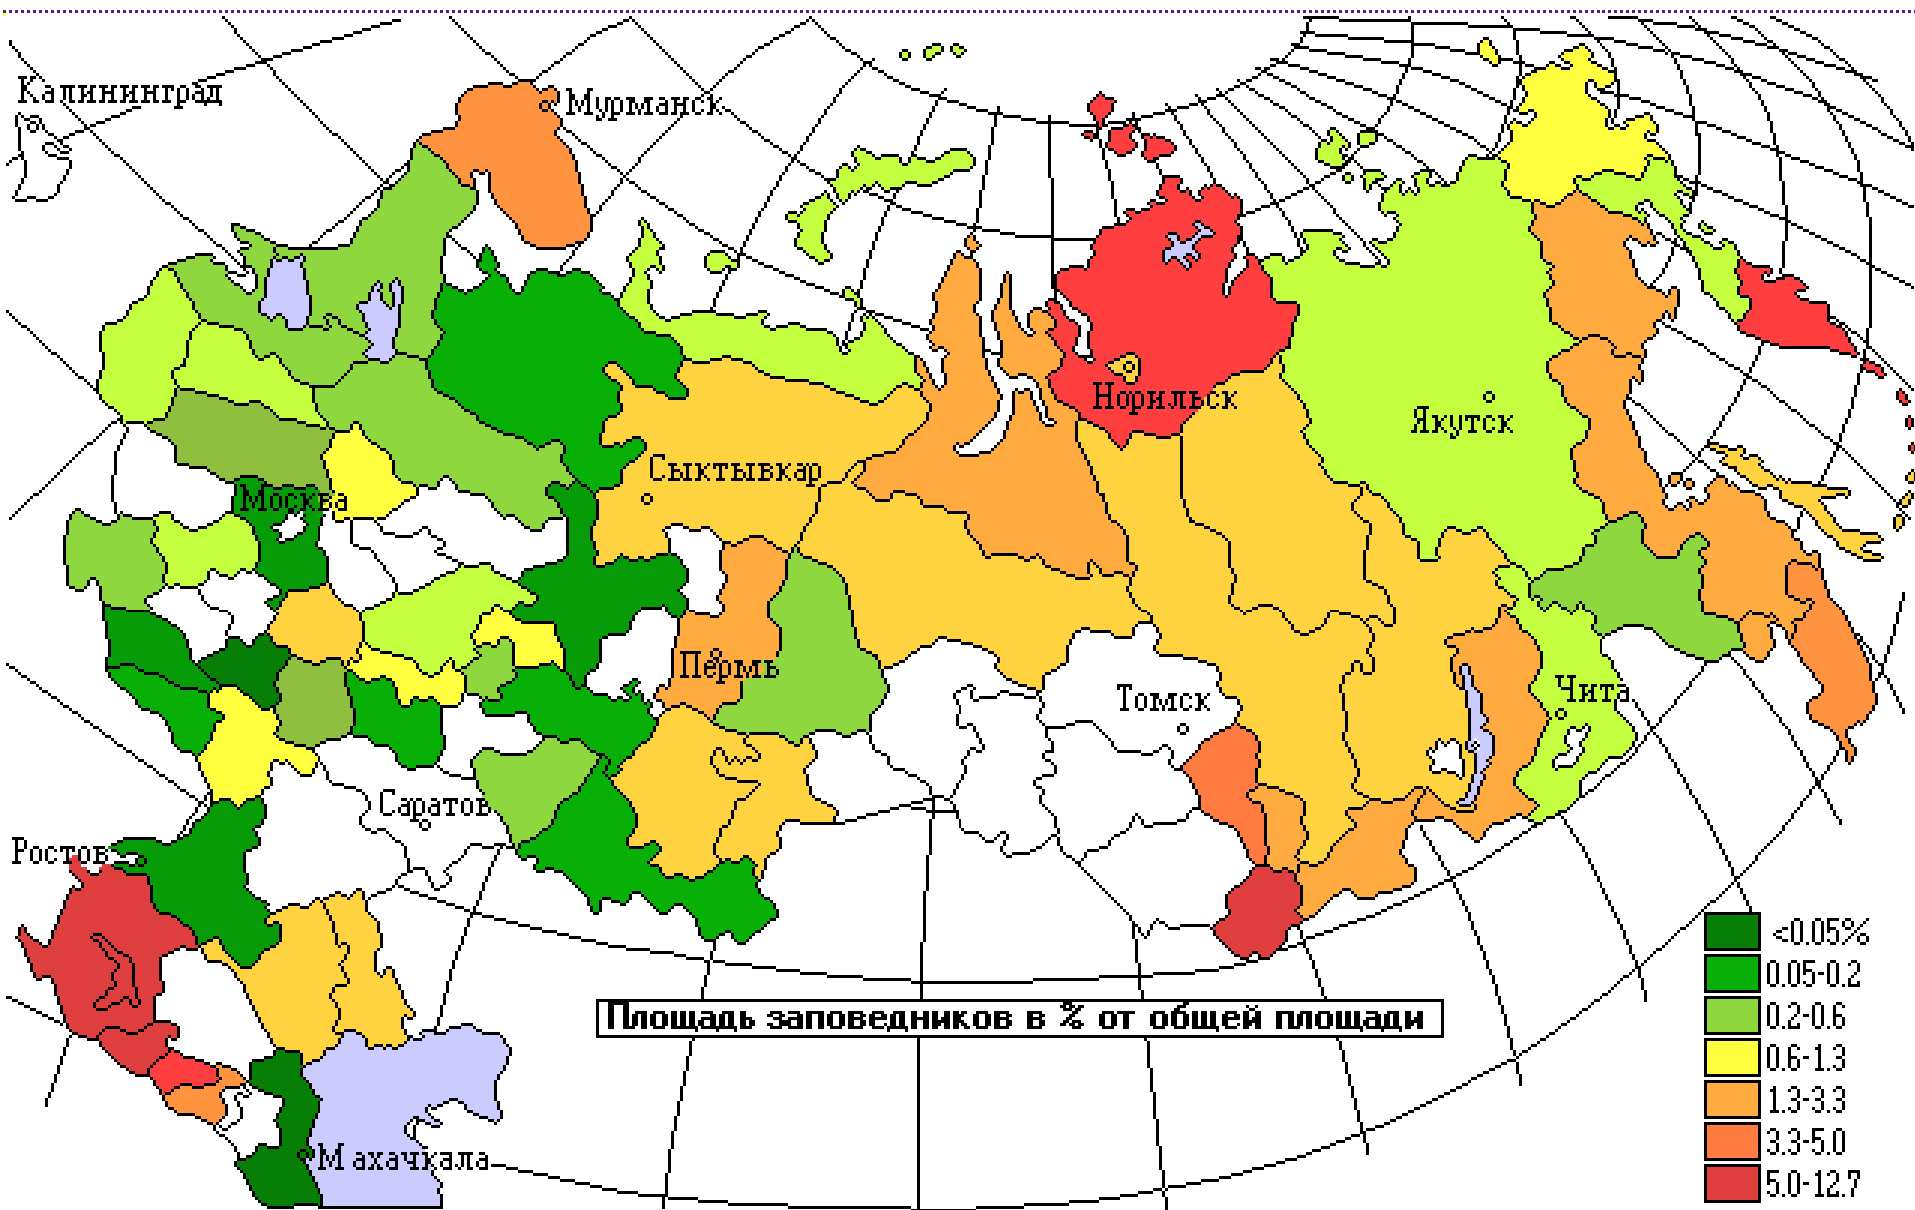 Калининград
Мурманск
Норильск
Якутск
Сыктывкар
Москва
Пермь
Томск
Чита
Саратов
Ростов
Махачкала
Площадь заповедников в % от общей площади
<0.05%
0.05-0.2
0.2-0.6
0.6-1.3
1.3-3.3
3.3-5.0
5.0-12.7